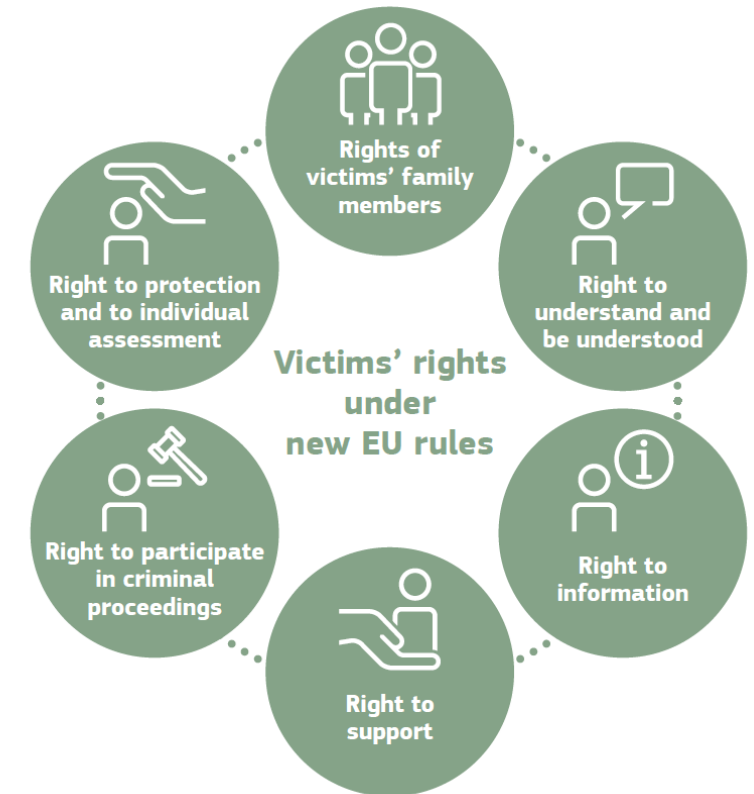 Rights of
victims' family
members
Right to
understand and
be understood
Right to
information
Right to
support
Right to participate
in criminal
proceedings
Right to protection
and to individual
assessment
Victims' rights
under
new EU rules